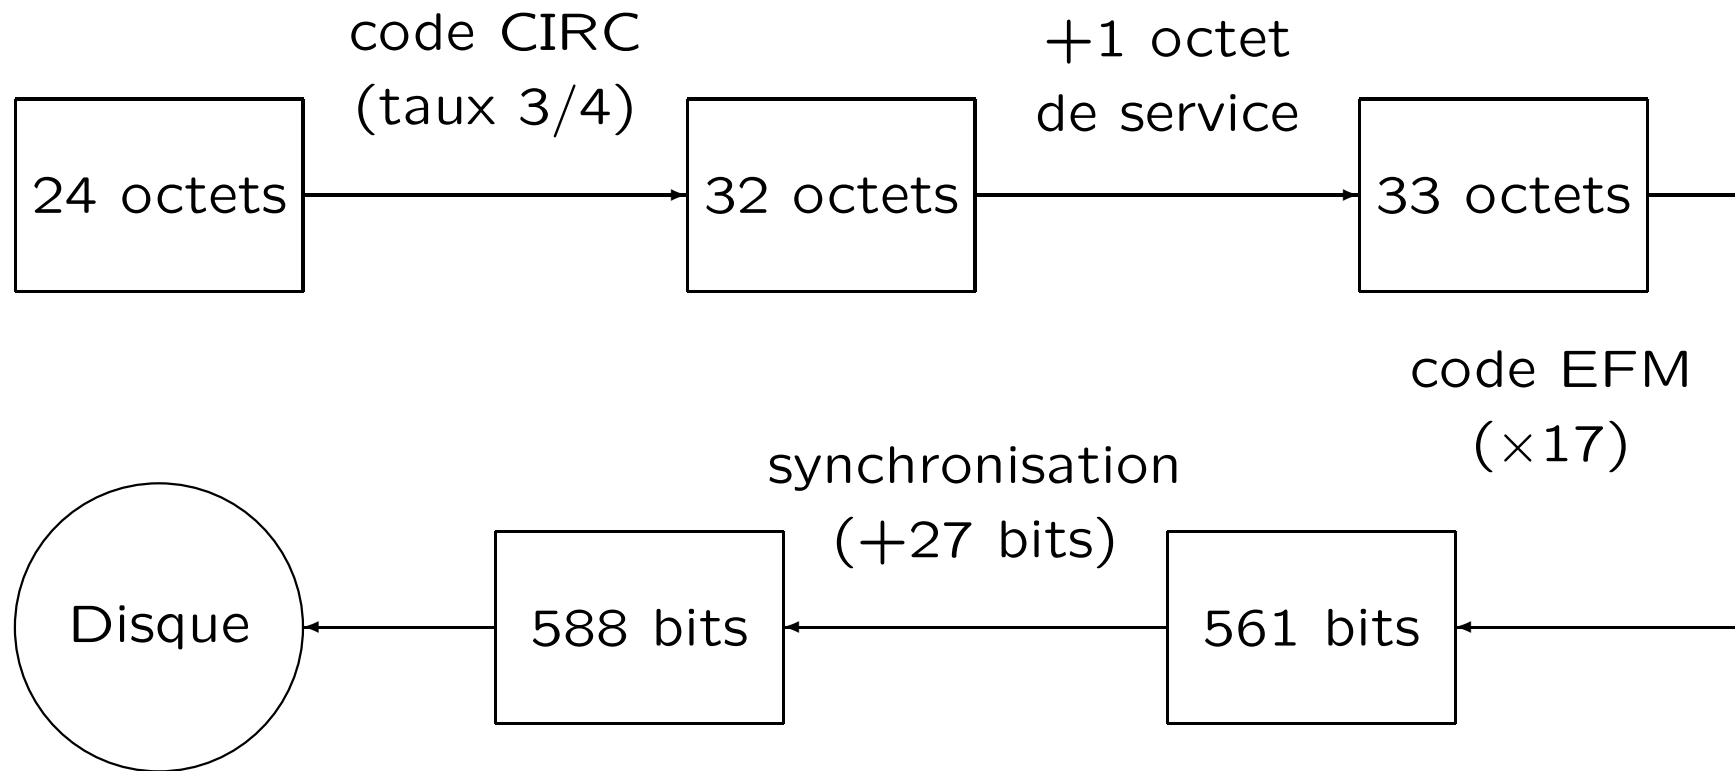 code CIRC
(taux 3/4)
+1 octet
de service
24 octets
32 octets
33 octets
code EFM
(×17)
synchronisation
(+27 bits)
Disque
588 bits
561 bits